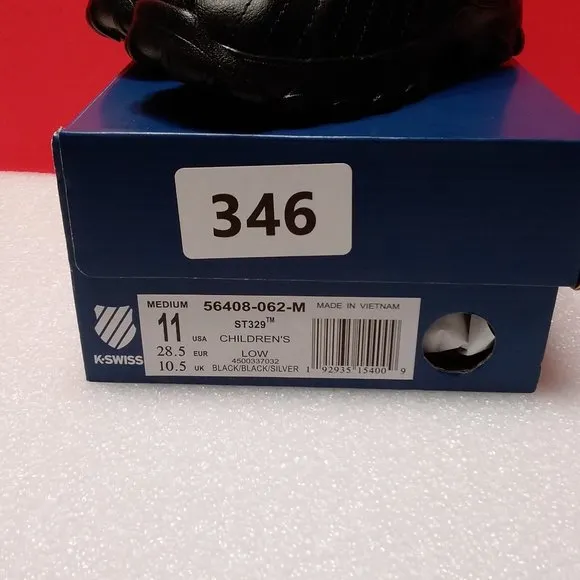 346
MEDIUM 56408-062-M MADE IN VIETNAM
ST329™
11 USA CHILDREN'S
28.5 EUR LOW
4500337032
10.5 UK BLACK/BLACK/SILVER 1 92935 15400 9
K·SWISS